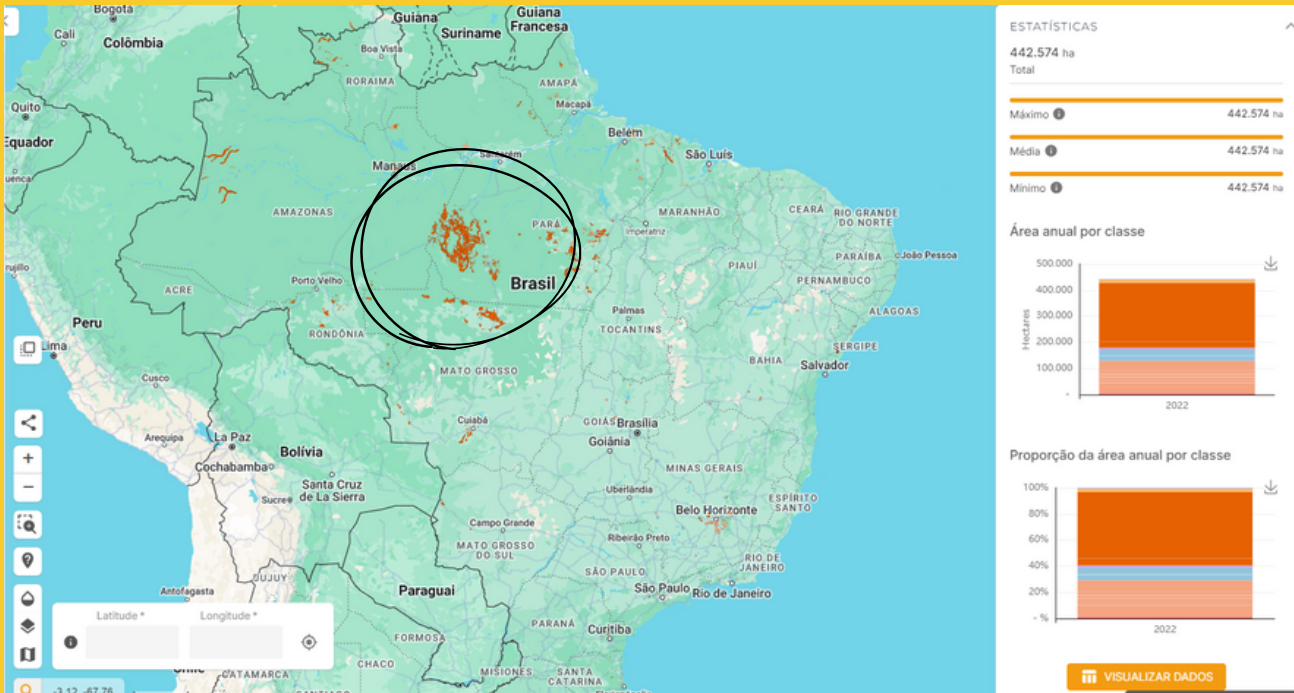 Bogotá
Cali
Colômbia
Guiana
Suriname
Guiana
Francesa
Boa Vista
RORAIMA
AMAPÁ
Macapá
Quito
Equador
Belém
São Luís
Manaus
Santarém
AMAZONAS
PARÁ
MARANHÃO
Imperatriz
CEARÁ
RIO GRANDE
DO NORTE
PARAÍBA
João Pessoa
PIAUÍ
PERNAMBUCO
ALAGOAS
ACRE
Porto Velho
Brasil
Palmas
TOCANTINS
RONDÔNIA
SERGIPE
Peru
Lima
BAHIA
Salvador
MATO GROSSO
Cusco
Cuiabá
GOIÁS
Brasília
Goiânia
Arequipa
La Paz
Bolívia
Cochabamba
Santa Cruz
de La Sierra
Sucre
MINAS GERAIS
Uberlândia
Belo Horizonte
ESPÍRITO
SANTO
Campo Grande
MATO GROSSO
DO SUL
Ribeirão Preto
RIO DE
JANEIRO
JUJUY
Antofagasta
Paraguai
SÃO PAULO
São Paulo
Rio de Janeiro
PARANÁ
Curitiba
FORMOSA
CHACO
MISIONES
SANTA
CATARINA
CATAMARCA
Latitude *
Longitude *
-3.12, -67.76
ESTATÍSTICAS
442.574 ha
Total
Máximo 442.574 ha
Média 442.574 ha
Mínimo 442.574 ha
Área anual por classe
500.000
400.000
300.000
200.000
100.000
-
Hectares
2022
Proporção da área anual por classe
100%
80%
60%
40%
20%
- %
2022
VISUALIZAR DADOS